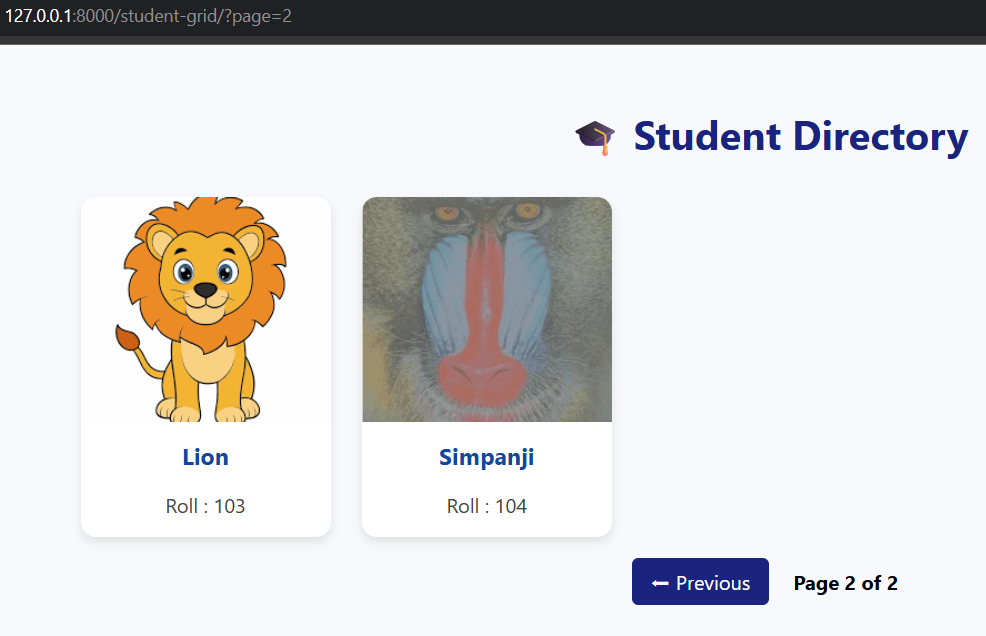 127.0.0.1:8000/student-grid/?page=2
🎓 Student Directory
Lion
Simpanji
Roll : 103
Roll : 104
⬅ Previous
Page 2 of 2